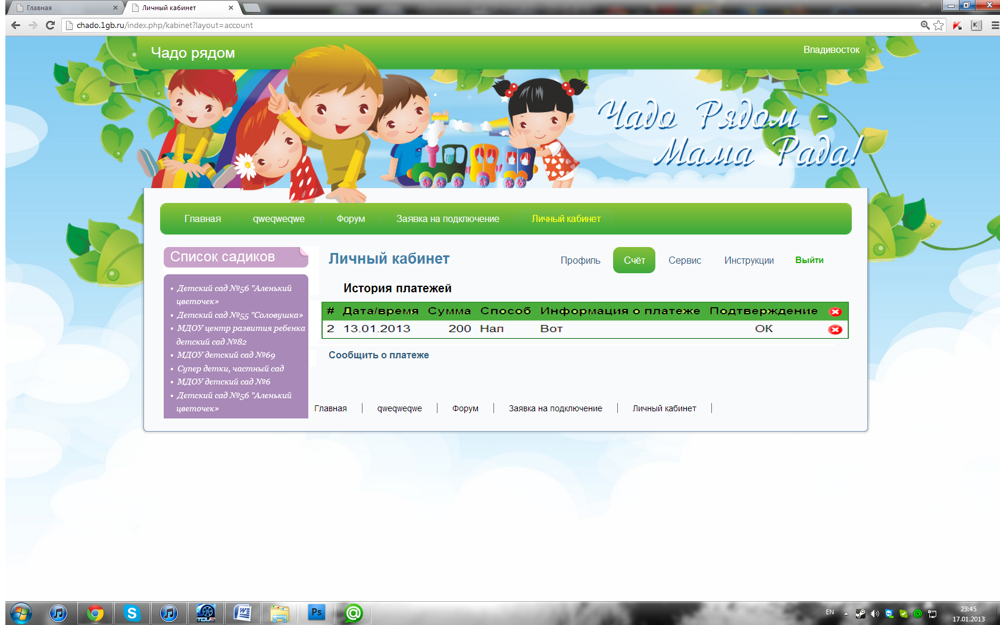 Главная
Личный кабинет
chado.1gb.ru/index.php/kabinet?layout=account
Чадо рядом
Владивосток
Чадо Рядом -
Мама Рада!
Главная
qweqweqwe
Форум
Заявка на подключение
Личный кабинет
Список садиков
Детский сад №56 "Аленький
цветочек»
Детский сад №55 "Соловушка»
МДОУ центр развития ребенка
детский сад №82
МДОУ детский сад №69
Супер детки, частный сад
МДОУ детский сад №6
Детский сад №56 "Аленький
цветочек»
Личный кабинет
Профиль
Счёт
Сервис
Инструкции
Выйти
История платежей
# Дата/время Сумма Способ Информация о платеже Подтверждение
2 13.01.2013 200 Нал Вот ОК
Сообщить о платеже
Главная
qweqweqwe
Форум
Заявка на подключение
Личный кабинет
Ps
EN
23:45
17.01.2013